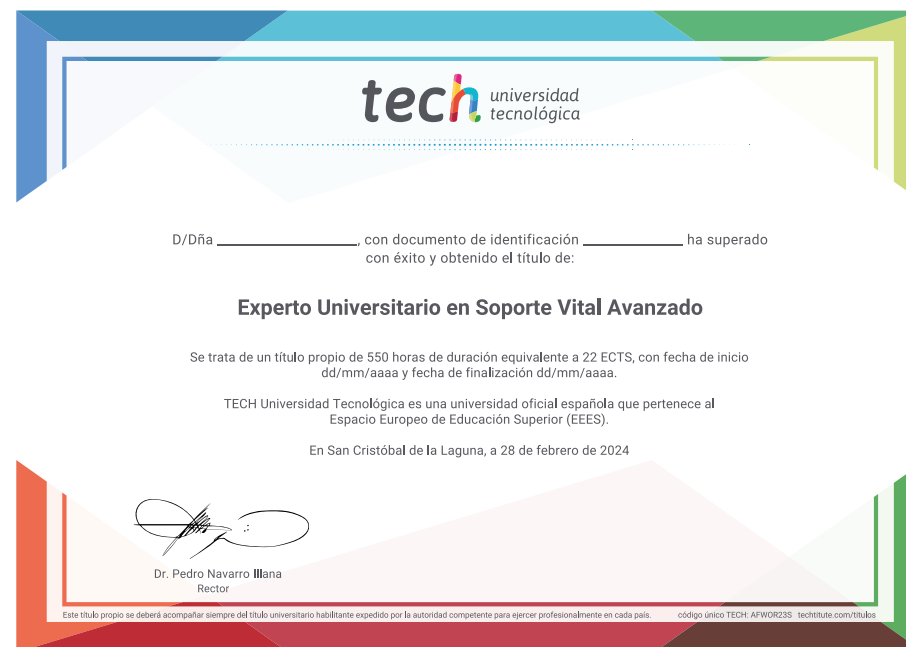 tech universidad
tecnológica
D/Dña ____________________, con documento de identificación ______________ ha superado
con éxito y obtenido el título de:
Experto Universitario en Soporte Vital Avanzado
Se trata de un título propio de 550 horas de duración equivalente a 22 ECTS, con fecha de inicio
dd/mm/aaaa y fecha de finalización dd/mm/aaaa.
TECH Universidad Tecnológica es una universidad oficial española que pertenece al
Espacio Europeo de Educación Superior (EEES).
En San Cristóbal de la Laguna, a 28 de febrero de 2024
Dr. Pedro Navarro Illana
Rector
Este título propio se deberá acompañar siempre del título universitario habilitante expedido por la autoridad competente para ejercer profesionalmente en cada país. código único TECH: AFWOR23S techtitute.com/titulos